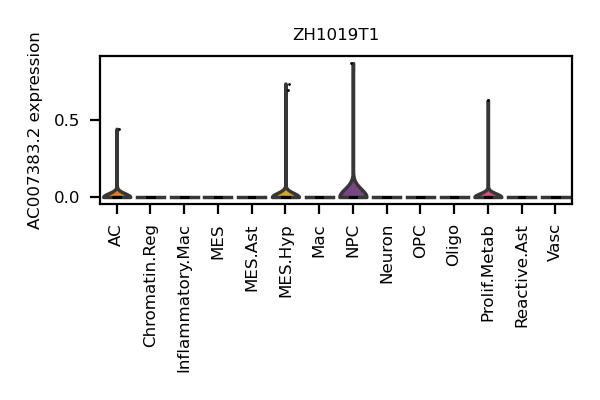 ZH1019T1
AC007383.2 expression
0.5
0.0
AC
Chromatin.Reg
Inflammatory.Mac
MES
MES.Ast
MES.Hyp
Mac
NPC
Neuron
OPC
Oligo
Prolif.Metab
Reactive.Ast
Vasc